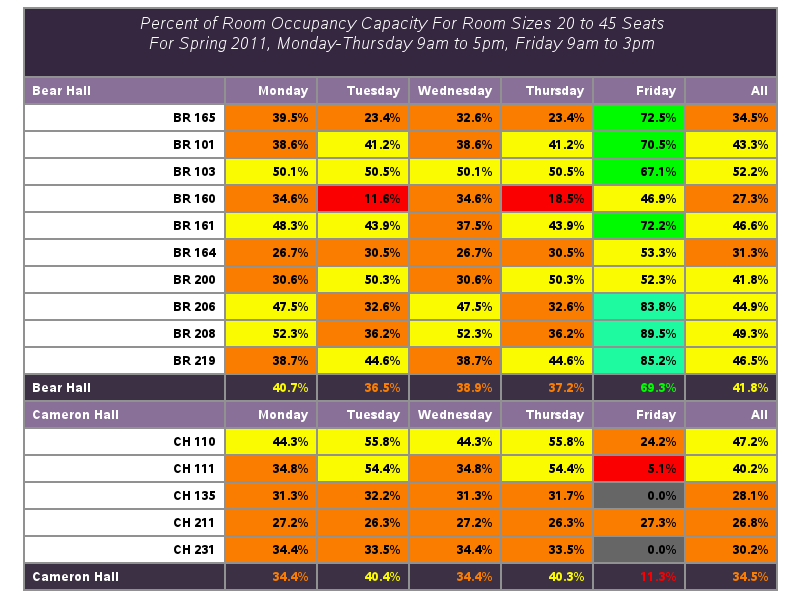 Percent of Room Occupancy Capacity For Room Sizes 20 to 45 Seats
For Spring 2011, Monday-Thursday 9am to 5pm, Friday 9am to 3pm
Bear Hall Monday Tuesday Wednesday Thursday Friday All
BR 165 39.5% 23.4% 32.6% 23.4% 72.5% 34.5%
BR 101 38.6% 41.2% 38.6% 41.2% 70.5% 43.3%
BR 103 50.1% 50.5% 50.1% 50.5% 67.1% 52.2%
BR 160 34.6% 11.6% 34.6% 18.5% 46.9% 27.3%
BR 161 48.3% 43.9% 37.5% 43.9% 72.2% 46.6%
BR 164 26.7% 30.5% 26.7% 30.5% 53.3% 31.3%
BR 200 30.6% 50.3% 30.6% 50.3% 52.3% 41.8%
BR 206 47.5% 32.6% 47.5% 32.6% 83.8% 44.9%
BR 208 52.3% 36.2% 52.3% 36.2% 89.5% 49.3%
BR 219 38.7% 44.6% 38.7% 44.6% 85.2% 46.5%
Bear Hall 40.7% 36.5% 38.9% 37.2% 69.3% 41.8%
Cameron Hall Monday Tuesday Wednesday Thursday Friday All
CH 110 44.3% 55.8% 44.3% 55.8% 24.2% 47.2%
CH 111 34.8% 54.4% 34.8% 54.4% 5.1% 40.2%
CH 135 31.3% 32.2% 31.3% 31.7% 0.0% 28.1%
CH 211 27.2% 26.3% 27.2% 26.3% 27.3% 26.8%
CH 231 34.4% 33.5% 34.4% 33.5% 0.0% 30.2%
Cameron Hall 34.4% 40.4% 34.4% 40.3% 11.3% 34.5%